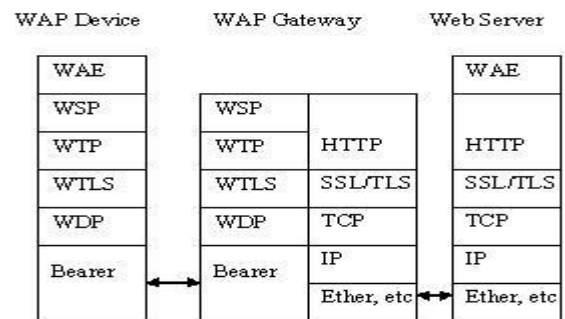 WAP Device WAP Gateway Web Server
WAE WAE
WSP WSP
WTP WTP HTTP HTTP
WTLS WTLS SSL/TLS SSL/TLS
WDP WDP TCP TCP
Bearer Bearer IP IP
Ether, etc Ether, etc